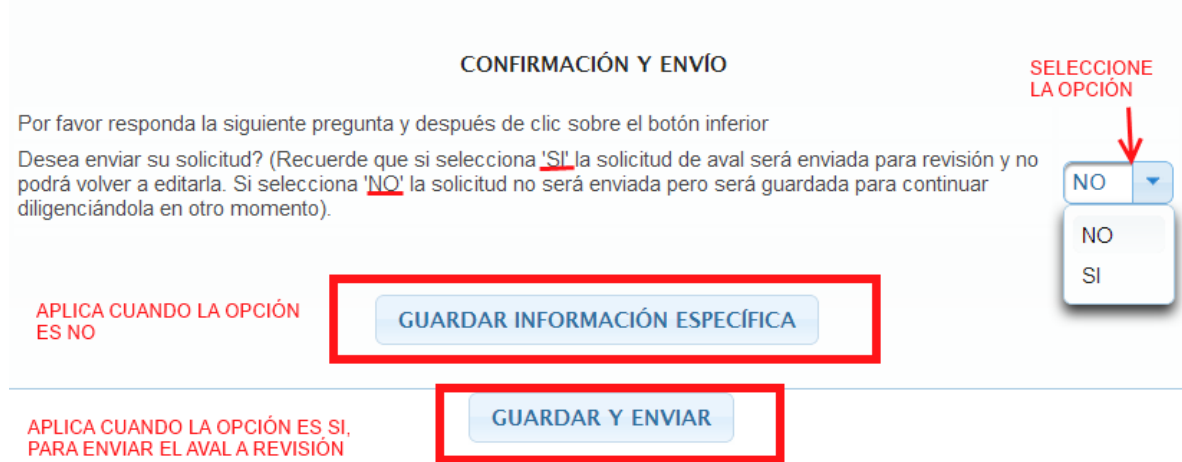 CONFIRMACIÓN Y ENVÍO
SELECCIONE
LA OPCIÓN
Por favor responda la siguiente pregunta y después de clic sobre el botón inferior
Desea enviar su solicitud? (Recuerde que si selecciona 'SI' la solicitud de aval será enviada para revisión y no
podrá volver a editarla. Si selecciona 'NO' la solicitud no será enviada pero será guardada para continuar
diligenciándola en otro momento).
NO
NO
SI
APLICA CUANDO LA OPCIÓN
ES NO
GUARDAR INFORMACIÓN ESPECÍFICA
GUARDAR Y ENVIAR
APLICA CUANDO LA OPCIÓN ES SI,
PARA ENVIAR EL AVAL A REVISIÓN